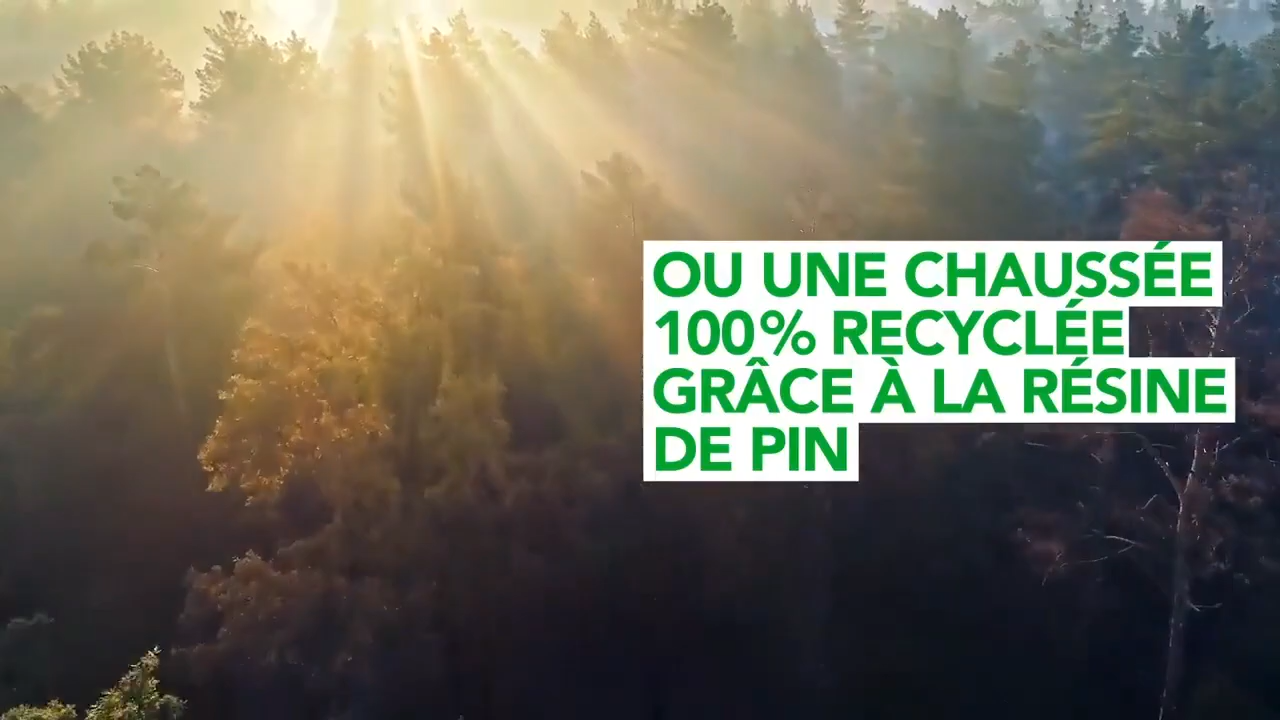 OU UNE CHAUSSÉE
100% RECYCLÉE
GRÂCE À LA RÉSINE
DE PIN